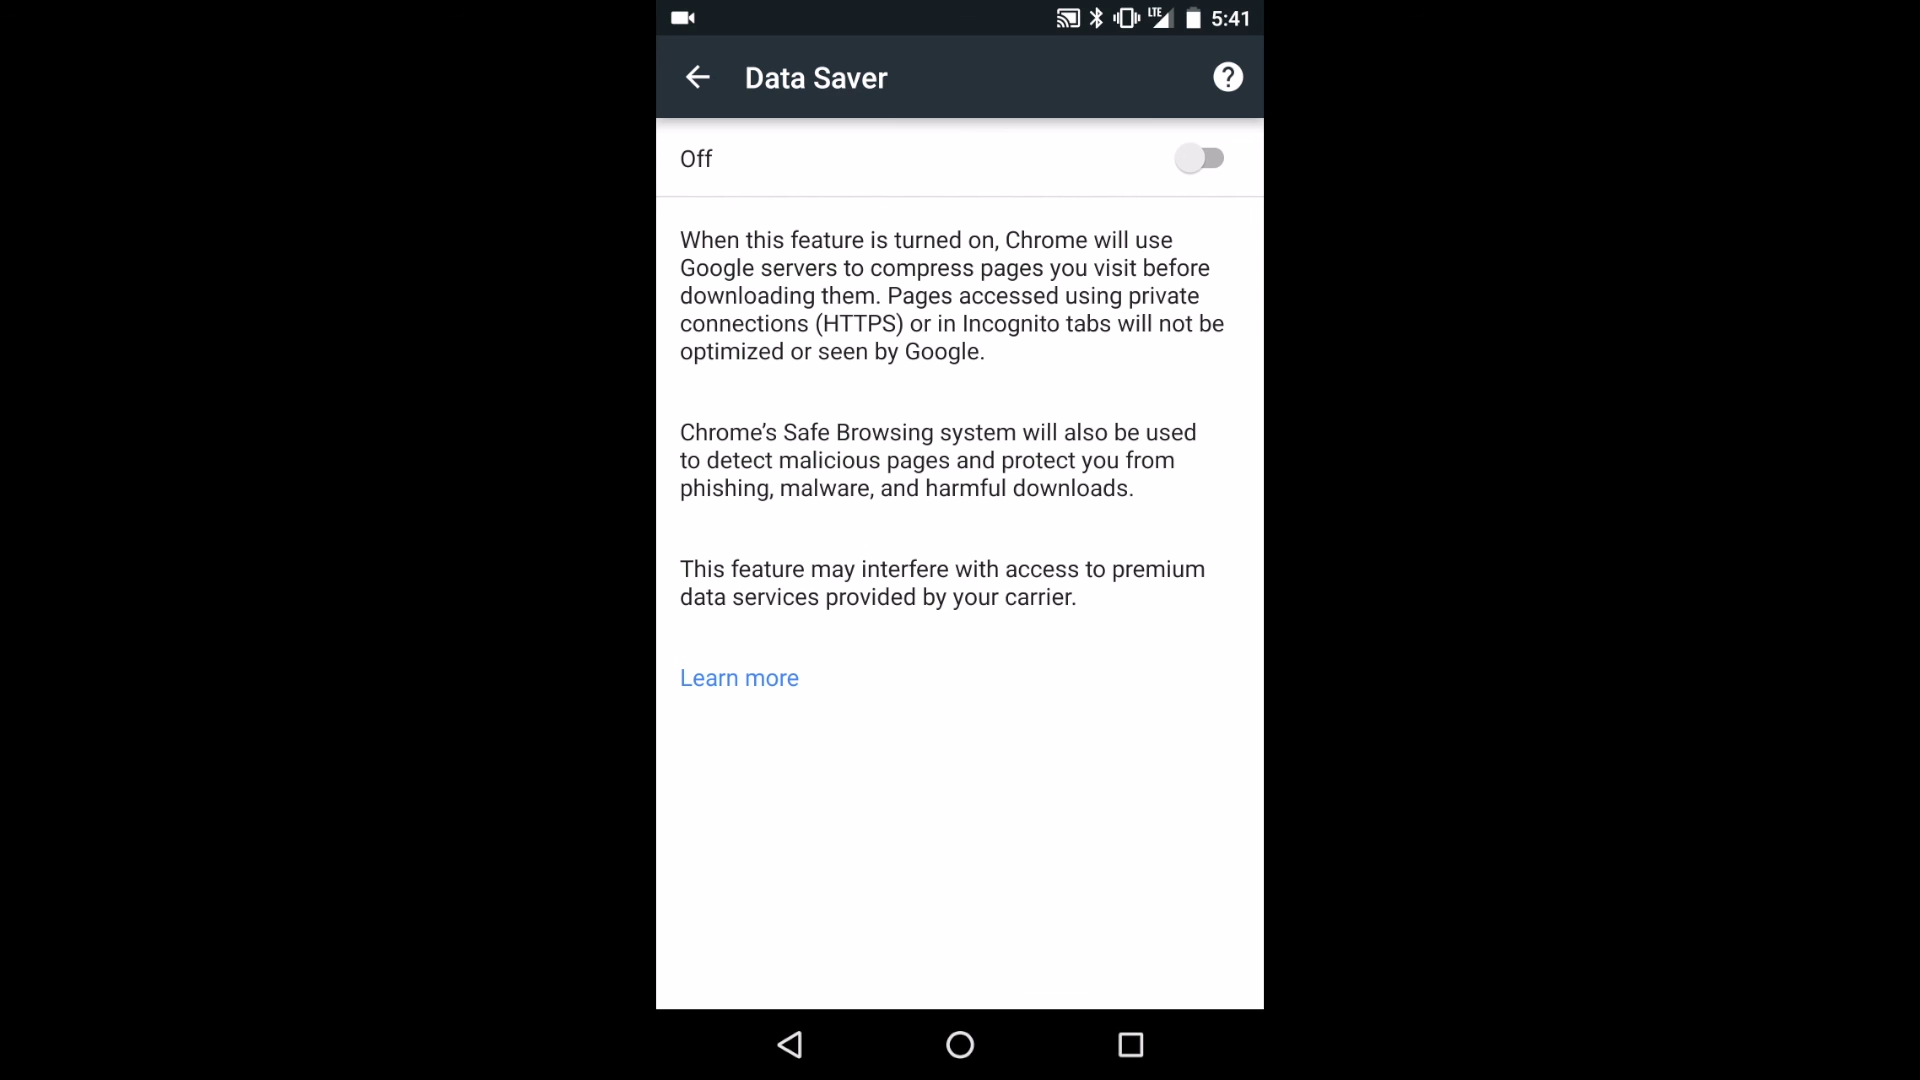 LTE 5:41
Data Saver
Off
When this feature is turned on, Chrome will use
Google servers to compress pages you visit before
downloading them. Pages accessed using private
connections (HTTPS) or in Incognito tabs will not be
optimized or seen by Google.
Chrome’s Safe Browsing system will also be used
to detect malicious pages and protect you from
phishing, malware, and harmful downloads.
This feature may interfere with access to premium
data services provided by your carrier.
Learn more